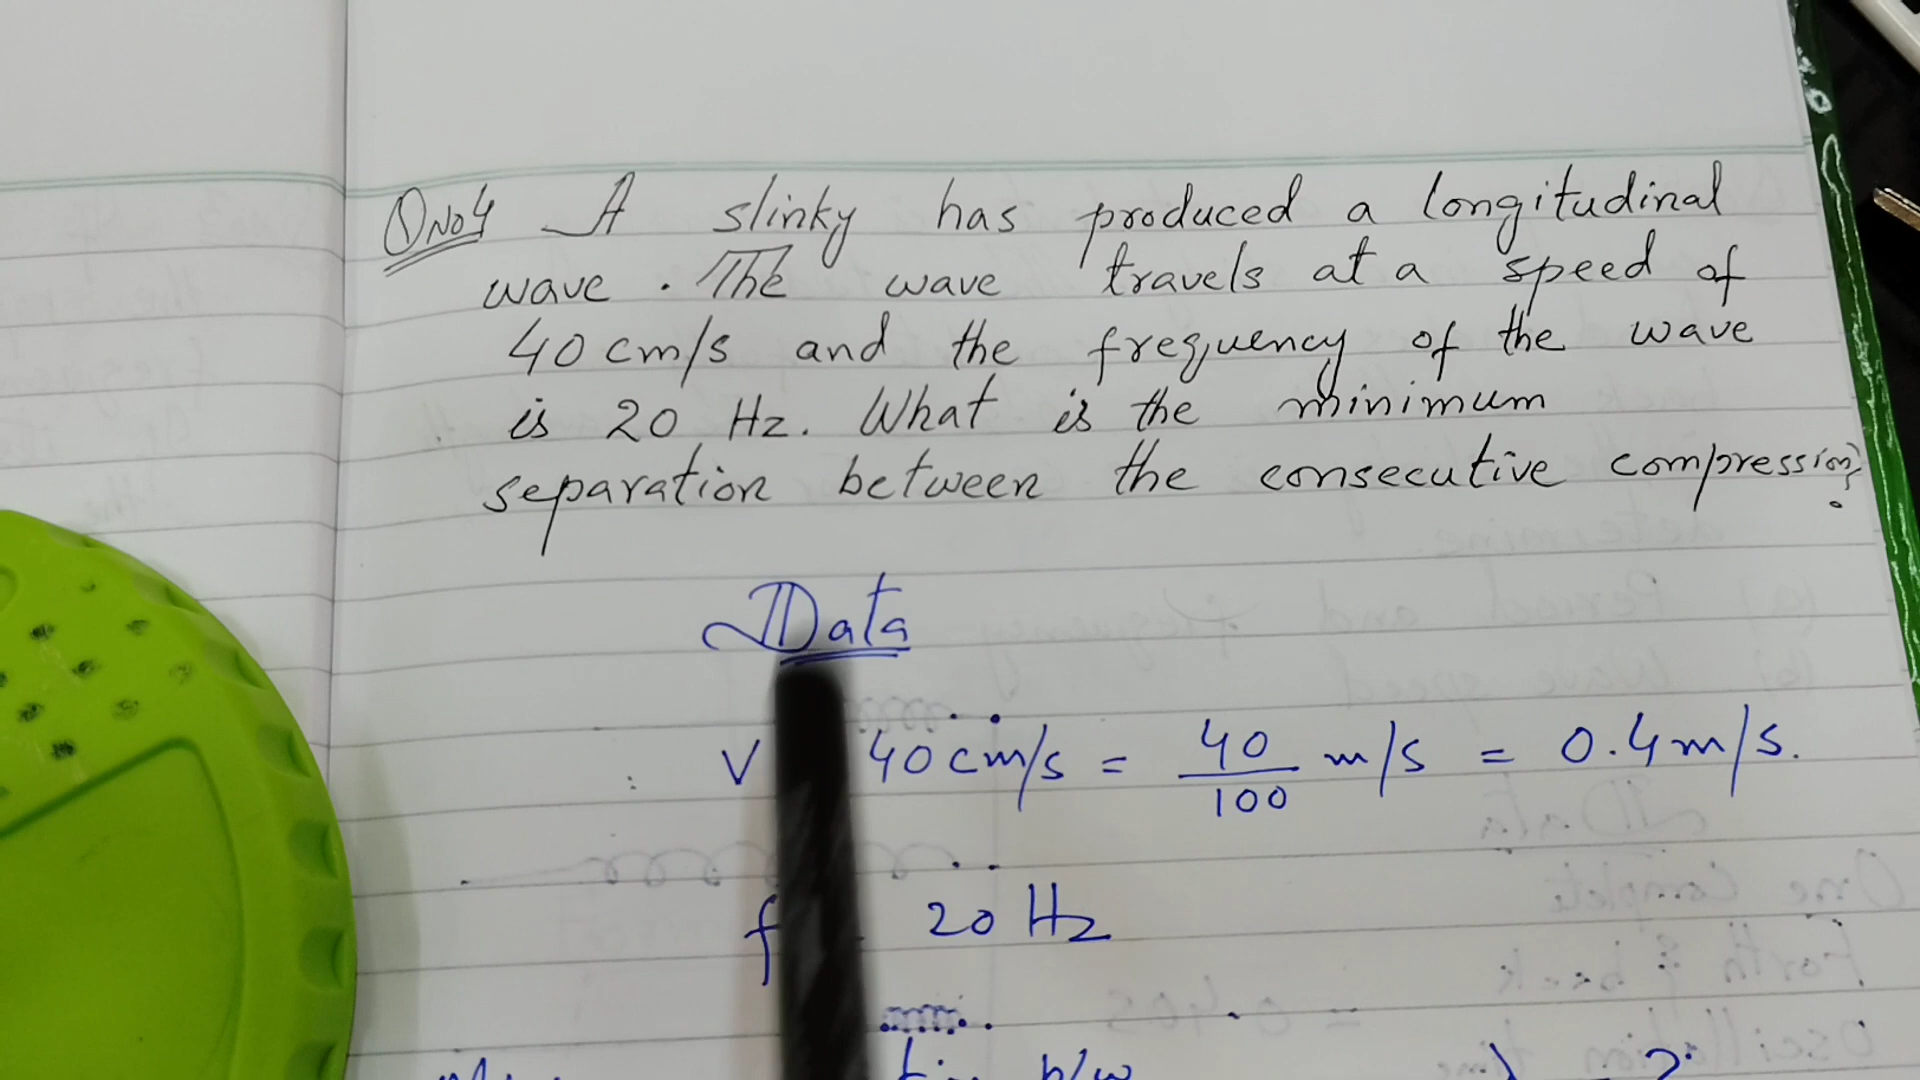 QNo4 A slinky has produced a longitudinal
wave. The wave travels at a speed of
40 cm/s and the frequency of the wave
is 20 Hz. What is the minimum
separation between the consecutive compression?
Data
V 40 cm/s = 40/100 m/s = 0.4 m/s.
f 20 Hz
b/w